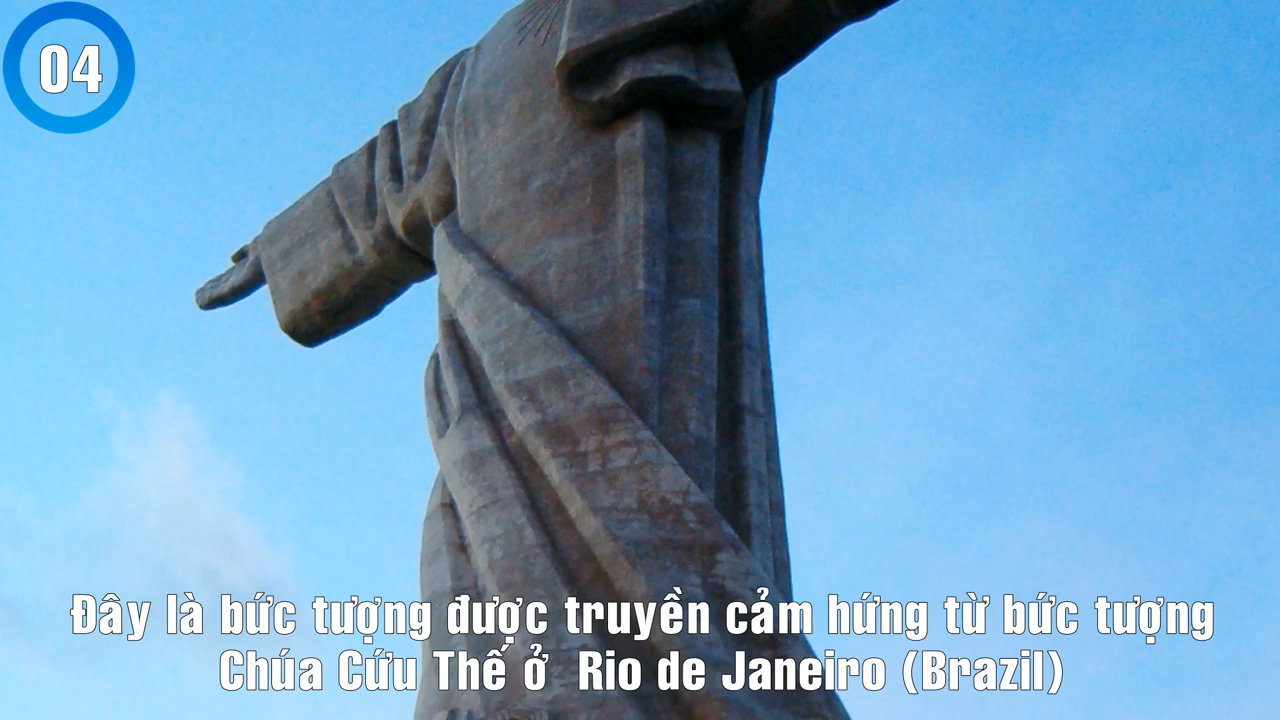 04
Đây là bức tượng được truyền cảm hứng từ bức tượng
Chúa Cứu Thế ở  Rio de Janeiro (Brazil)